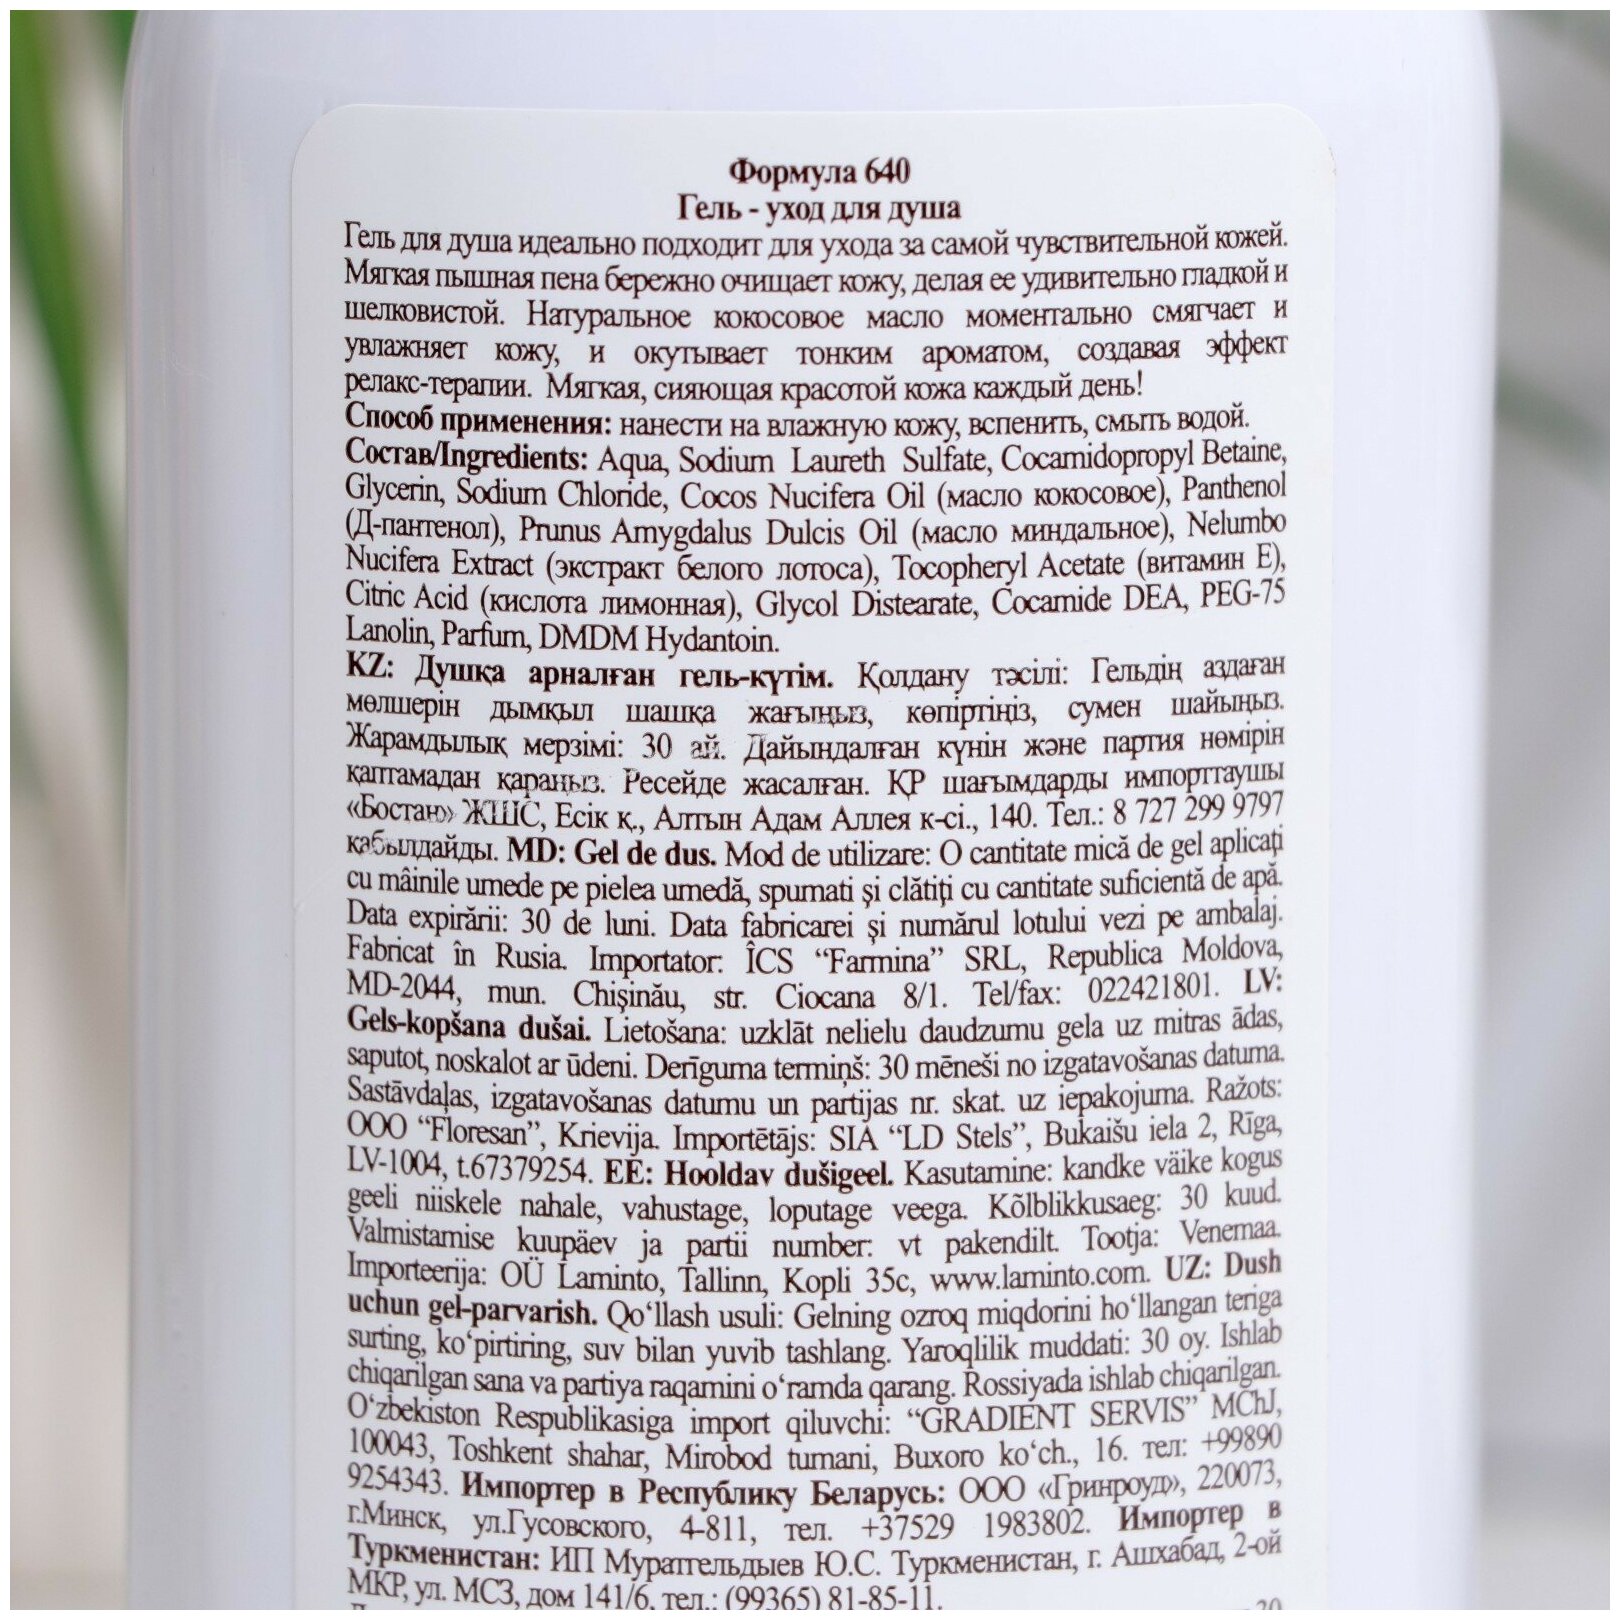 Формула 640
Гель - уход для душа
Гель для душа идеально подходит для ухода за самой чувствительной кожей.
Мягкая пышная пена бережно очищает кожу, делая ее удивительно гладкой и
шелковистой. Натуральное кокосовое масло моментально смягчает и
увлажняет кожу, и окутывает тонким ароматом, создавая эффект
релакс-терапии. Мягкая, сияющая красотой кожа каждый день!
Способ применения: нанести на влажную кожу, вспенить, смыть водой.
Состав/Ingredients: Aqua, Sodium Laureth Sulfate, Cocamidopropyl Betaine,
Glycerin, Sodium Chloride, Cocos Nucifera Oil (масло кокосовое), Panthenol
(Д-пантенол), Prunus Amygdalus Dulcis Oil (масло миндальное), Nelumbo
Nucifera Extract (экстракт белого лотоса), Tocopheryl Acetate (витамин Е),
Citric Acid (кислота лимонная), Glycol Distearate, Cocamide DEA, PEG-75
Lanolin, Parfum, DMDM Hydantoin.
KZ: Душқа арналған гель-күтім. Қолдану тәсілі: Гельдің аздаған
мөлшерін дымқыл шашқа жағыңыз, көпіртіңіз, сумен шайыңыз.
Жарамдылық мерзімі: 30 ай. Дайындалған күнін және партия нөмірін
қаптамадан қараңыз. Ресейде жасалған. ҚР шағымдарды импорттаушы
«Бостан» ЖШС, Есік қ., Алтын Адам Аллея к-сі., 140. Тел.: 8 727 299 9797
қабылдайды. MD: Gel de dus. Mod de utilizare: O cantitate mică de gel aplicați
cu mâinile umede pe pielea umedă, spumati și clătiți cu cantitate suficientă de apă.
Data expirării: 30 de luni. Data fabricarei și numărul lotului vezi pe ambalaj.
Fabricat în Rusia. Importator: ÎCS “Farmina” SRL, Republica Moldova,
MD-2044, mun. Chișinău, str. Ciocana 8/1. Tel/fax: 022421801. LV:
Gels-kopšana dušai. Lietošana: uzklāt nelielu daudzumu gela uz mitras ādas,
saputot, noskalot ar ūdeni. Derīguma termiņš: 30 mēneši no izgatavošanas datuma.
Sastāvdaļas, izgatavošanas datumu un partijas nr. skat. uz iepakojuma. Ražots:
OOO “Floresan”, Krievija. Importētājs: SIA “LD Stels”, Bukaišu iela 2, Rīga,
LV-1004, t.67379254. EE: Hooldav dušigeel. Kasutamine: kandke väike kogus
geeli niiskele nahale, vahustage, loputage veega. Kõlblikkusaeg: 30 kuud.
Valmistamise kuupäev ja partii number: vt pakendilt. Tootja: Venemaa.
Importeerija: OÜ Laminto, Tallinn, Kopli 35c, www.laminto.com. UZ: Dush
uchun gel-parvarish. Qo‘llash usuli: Gelning ozroq miqdorini ho‘llangan teriga
surting, ko‘pirtiring, suv bilan yuvib tashlang. Yaroqlilik muddati: 30 oy. Ishlab
chiqarilgan sana va partiya raqamini o‘ramda qarang. Rossiyada ishlab chiqarilgan.
O‘zbekiston Respublikasiga import qiluvchi: “GRADIENT SERVIS” MChJ,
100043, Toshkent shahar, Mirobod tumani, Buxoro ko‘ch., 16. тел: +99890
9254343. Импортер в Республику Беларусь: ООО «Гринроуд», 220073,
г.Минск, ул.Гусовского, 4-811, тел. +37529 1983802. Импортер в
Туркменистан: ИП Мураптельдыев Ю.С. Туркменистан, г. Ашхабад, 2-ой
МКР, ул. МСЗ, дом 141/6, тел.: (99365) 81-85-11.